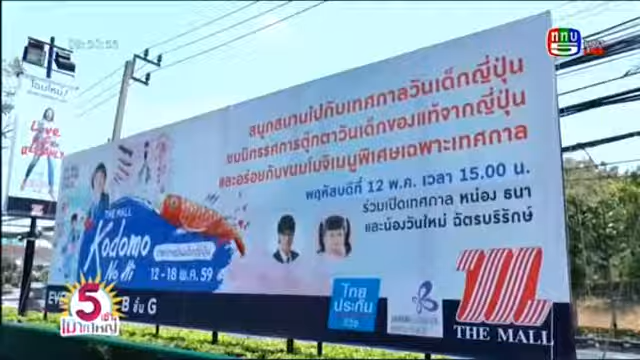 ททบ
สนุกสนานไปกับเทศกาลวันเด็กญี่ปุ่น
ชมนิทรรศการตุ๊กตาวันเด็กของแท้จากญี่ปุ่น
และอร่อยกับขนมโมจิเมนูพิเศษเฉพาะเทศกาล
พฤหัสบดีที่ 12 พ.ค. เวลา 15.00 น.
ร่วมเปิดเทศกาล หน่อง ธนา
และน้องวันใหม่ ฉัตรบริรักษ์
THE MALL
Kodomo
No Hi
12-18 พ.ค. 59
ไทย
ประกัน
ชีวิต
THE MALL
ชั้น G
5 เช้า